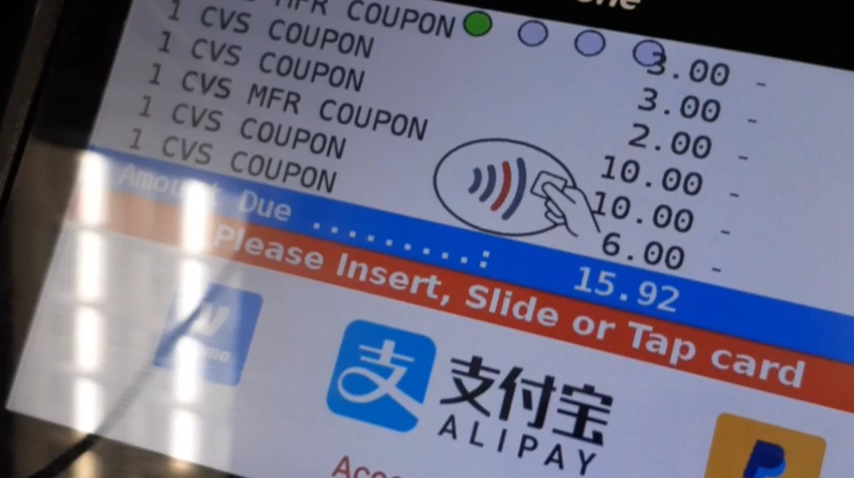 MFR COUPON 3.00 -
1 CVS COUPON 3.00 -
1 CVS COUPON 2.00 -
1 CVS MFR COUPON 10.00 -
1 CVS COUPON 10.00 -
1 CVS COUPON 6.00 -
Amount Due ..........: 15.92
Please Insert, Slide or Tap card
支 支付宝
ALIPAY